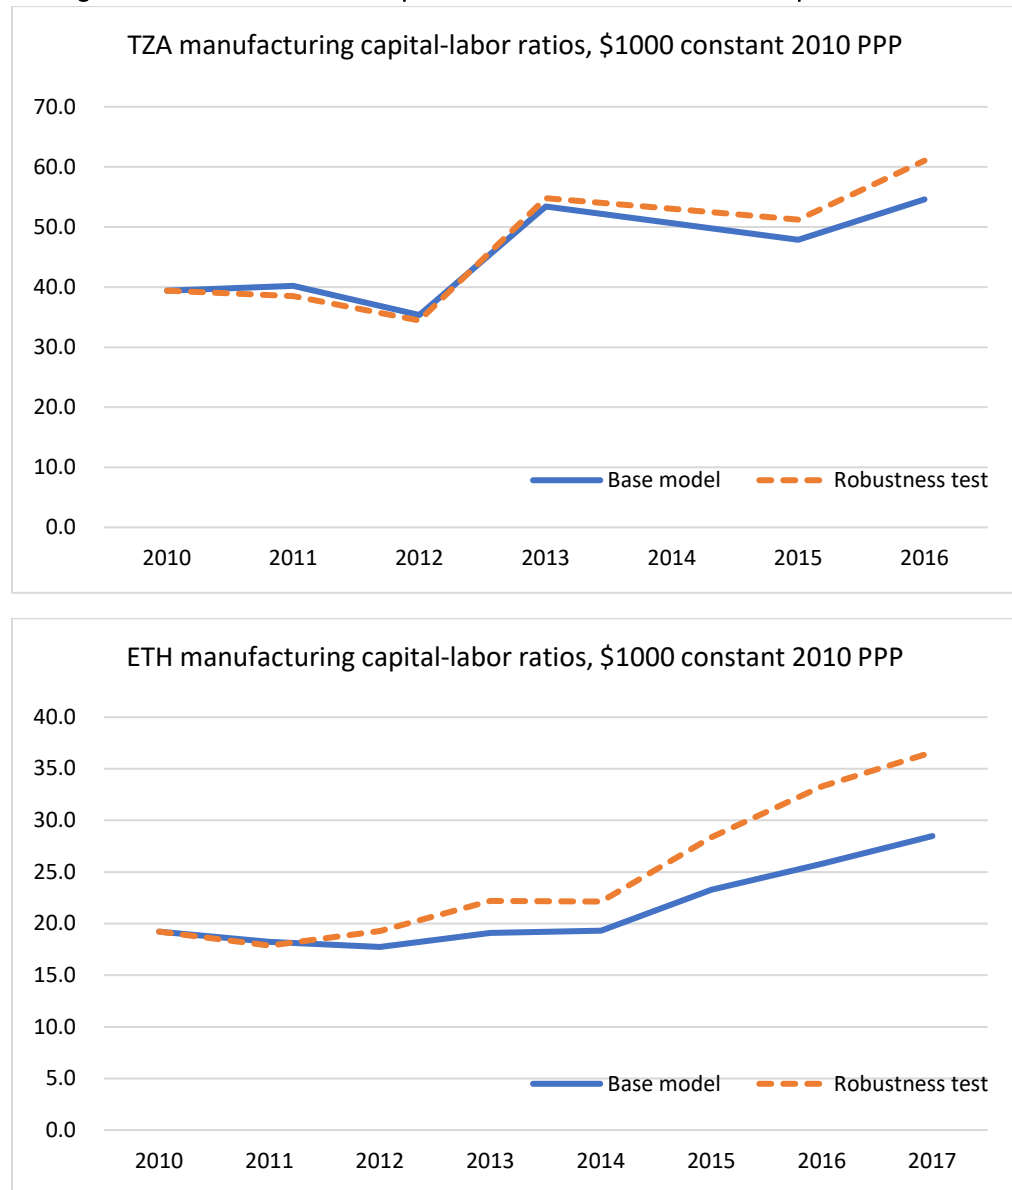 TZA manufacturing capital-labor ratios, $1000 constant 2010 PPP
70.0
60.0
50.0
40.0
30.0
20.0
10.0
Base model Robustness test
0.0
2010 2011 2012 2013 2014 2015 2016
ETH manufacturing capital-labor ratios, $1000 constant 2010 PPP
40.0
35.0
30.0
25.0
20.0
15.0
10.0
5.0
Base model Robustness test
0.0
2010 2011 2012 2013 2014 2015 2016 2017